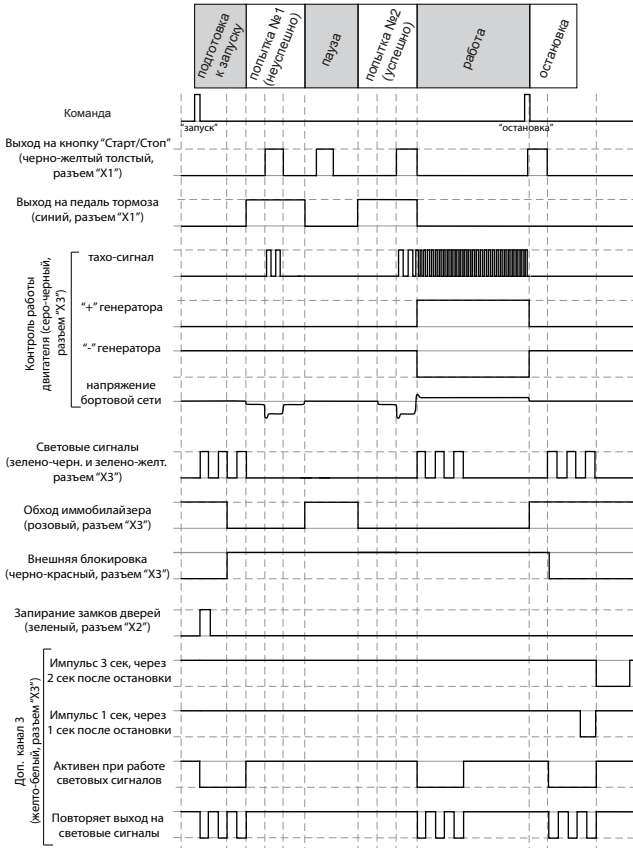 подготовка
к запуску
попытка №1
(неуспешно)
пауза
попытка №2
(успешно)
работа
остановка
Команда
"запуск"
"остановка"
Выход на кнопку "Старт/Стоп"
(черно-желтый толстый,
разъем "X1")
Выход на педаль тормоза
(синий, разъем "X1")
Контроль работы
двигателя (серо-черный,
разъем "X3")
тахо-сигнал
"+" генератора
"-" генератора
напряжение
бортовой сети
Световые сигналы
(зелено-черн. и зелено-желт.
разъем "X3")
Обход иммобилайзера
(розовый, разъем "X3")
Внешняя блокировка
(черно-красный, разъем "X3")
Запирание замков дверей
(зеленый, разъем "X2")
Доп. канал 3
(желто-белый, разъем "X3")
Импульс 3 сек, через
2 сек после остановки
Импульс 1 сек, через
1 сек после остановки
Активен при работе
световых сигналов
Повторяет выход на
световые сигналы